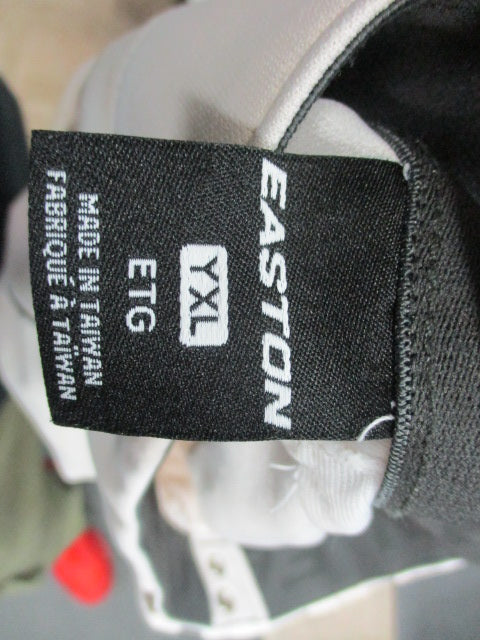 EASTON
YXL
ETG
MADE IN TAIWAN
FABRIQUÉ À TAÏWAN